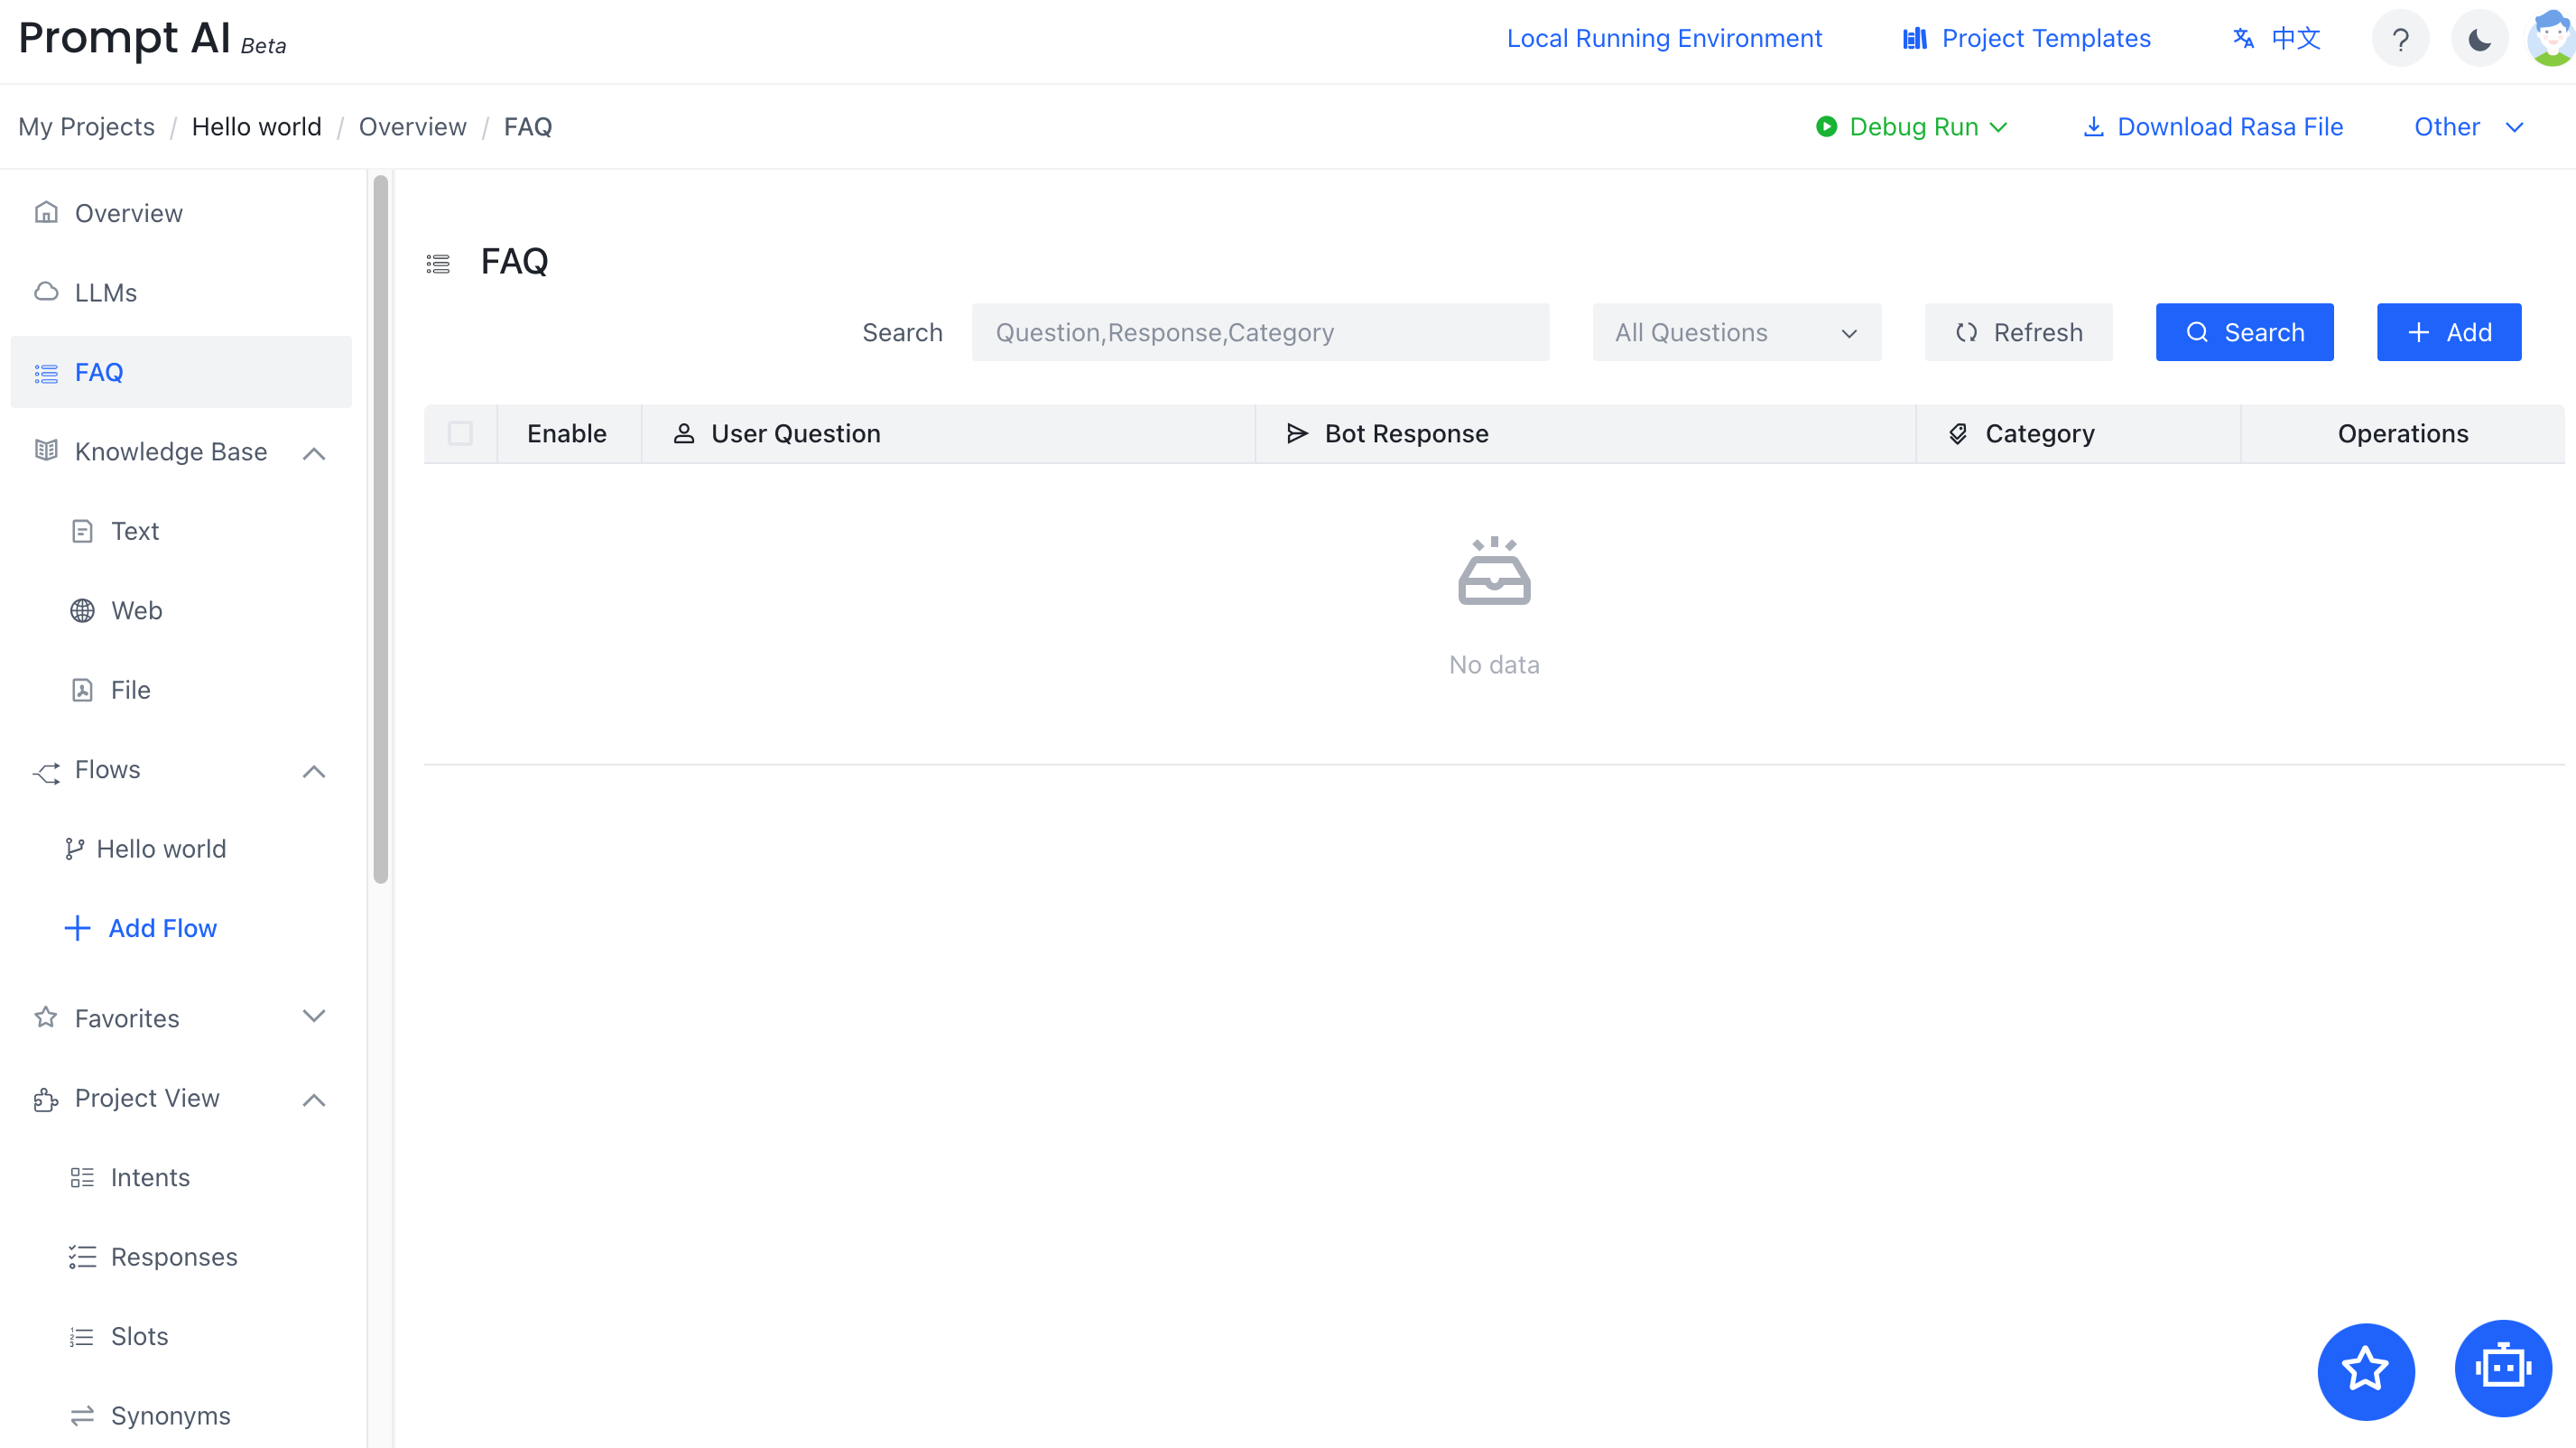 Prompt AI Beta
Local Running Environment
Project Templates
中文
?
My Projects / Hello world / Overview / FAQ
Debug Run
Download Rasa File
Other
Overview
LLMs
FAQ
Knowledge Base
Text
Web
File
Flows
Hello world
Add Flow
Favorites
Project View
Intents
Responses
Slots
Synonyms
FAQ
Search
Question,Response,Category
All Questions
Refresh
Search
Add
Enable
User Question
Bot Response
Category
Operations
No data